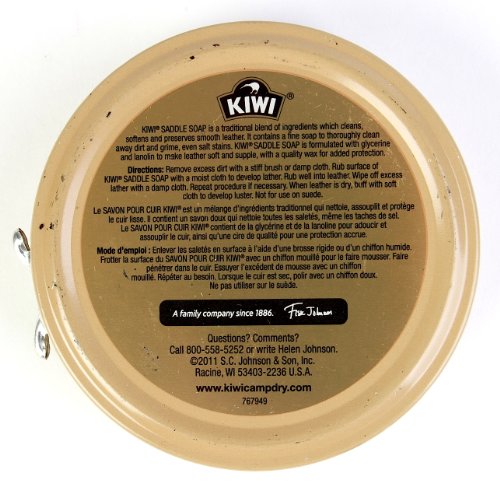 KIWI®
KIWI® SADDLE SOAP is a traditional blend of ingredients which cleans,
softens and preserves smooth leather. It contains a fine soap to thoroughly clean
away dirt and grime, even salt stains. KIWI® SADDLE SOAP is formulated with glycerine
and lanolin to make leather soft and supple, with a quality wax for added protection.
Directions: Remove excess dirt with a stiff brush or damp cloth. Rub surface of
KIWI® SADDLE SOAP with a moist cloth to develop lather. Rub well into leather. Wipe off excess
lather with a damp cloth. Repeat procedure if necessary. When leather is dry, buff with soft
cloth to develop luster. Not for use on suede.
Le SAVON POUR CUIR KIWI® est un mélange d'ingrédients traditionnel qui nettoie, assouplit et protège
le cuir lisse. Il contient un savon doux qui nettoie toutes les saletés, même les taches de sel.
Le SAVON POUR CUIR KIWI® contient de la glycérine et de la lanoline pour adoucir et
assouplir le cuir, ainsi qu'une cire de qualité pour une protection accrue.
Mode d'emploi : Enlever les saletés en surface à l'aide d'une brosse rigide ou d'un chiffon humide.
Frotter la surface du SAVON POUR CUIR KIWI® avec un chiffon mouillé pour le faire mousser. Faire
pénétrer dans le cuir. Essuyer l'excédent de mousse avec un chiffon
mouillé. Répéter au besoin. Lorsque le cuir est sec, polir avec un chiffon doux.
Ne pas utiliser sur le suède.
A family company since 1886. Fisk Johnson
Questions? Comments?
Call 800-558-5252 or write Helen Johnson.
©2011 S.C. Johnson & Son, Inc.
Racine, WI 53403-2236 U.S.A.
www.kiwicampdry.com
767949